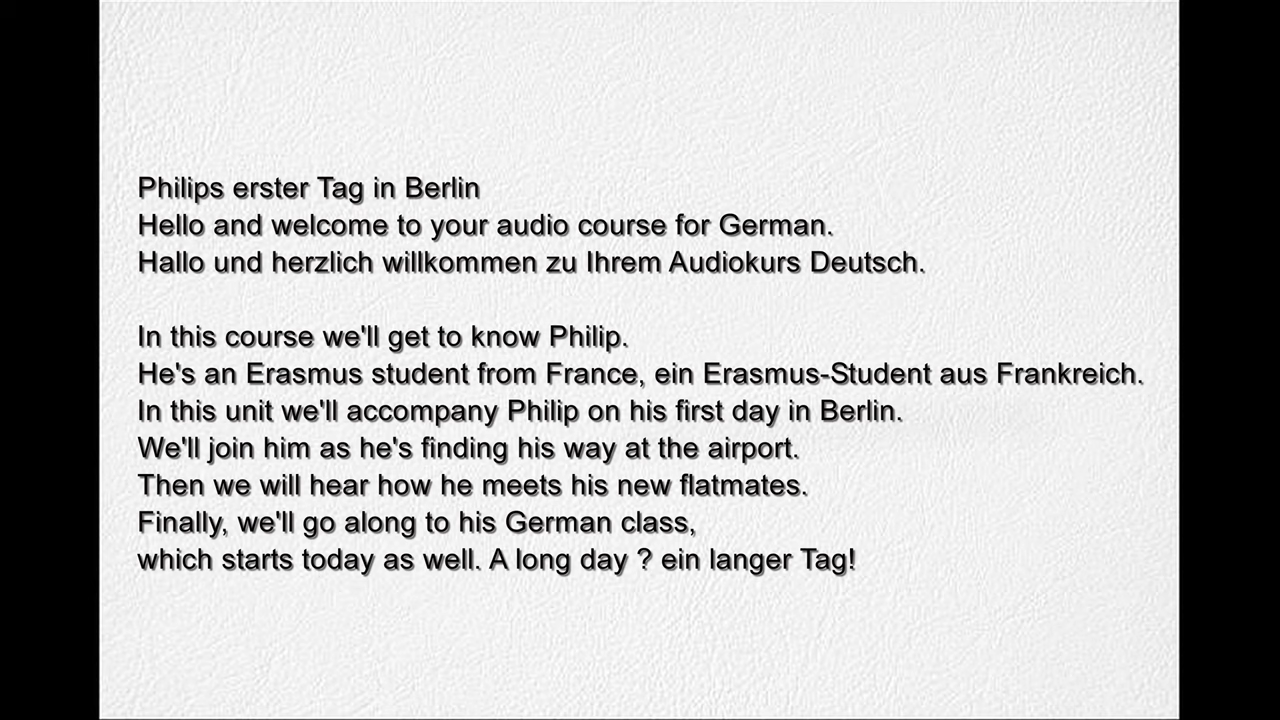 Philips erster Tag in Berlin
Hello and welcome to your audio course for German.
Hallo und herzlich willkommen zu Ihrem Audiokurs Deutsch.
In this course we'll get to know Philip.
He's an Erasmus student from France, ein Erasmus-Student aus Frankreich.
In this unit we'll accompany Philip on his first day in Berlin.
We'll join him as he's finding his way at the airport.
Then we will hear how he meets his new flatmates.
Finally, we'll go along to his German class,
which starts today as well. A long day ? ein langer Tag!